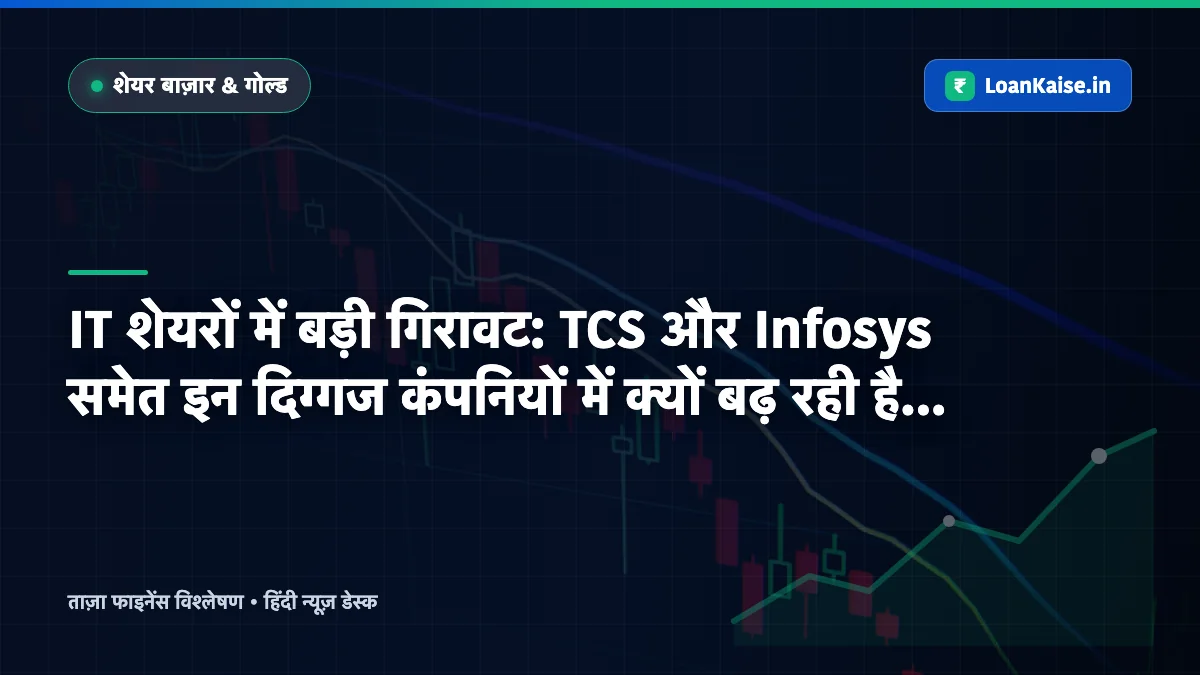 शेयर बाज़ार & गोल्ड
₹ LoanKaise.in
IT शेयरों में बड़ी गिरावट: TCS और Infosys
समेत इन दिग्गज कंपनियों में क्यों बढ़ रही है...
ताज़ा फाइनेंस विश्लेषण • हिंदी न्यूज़ डेस्क